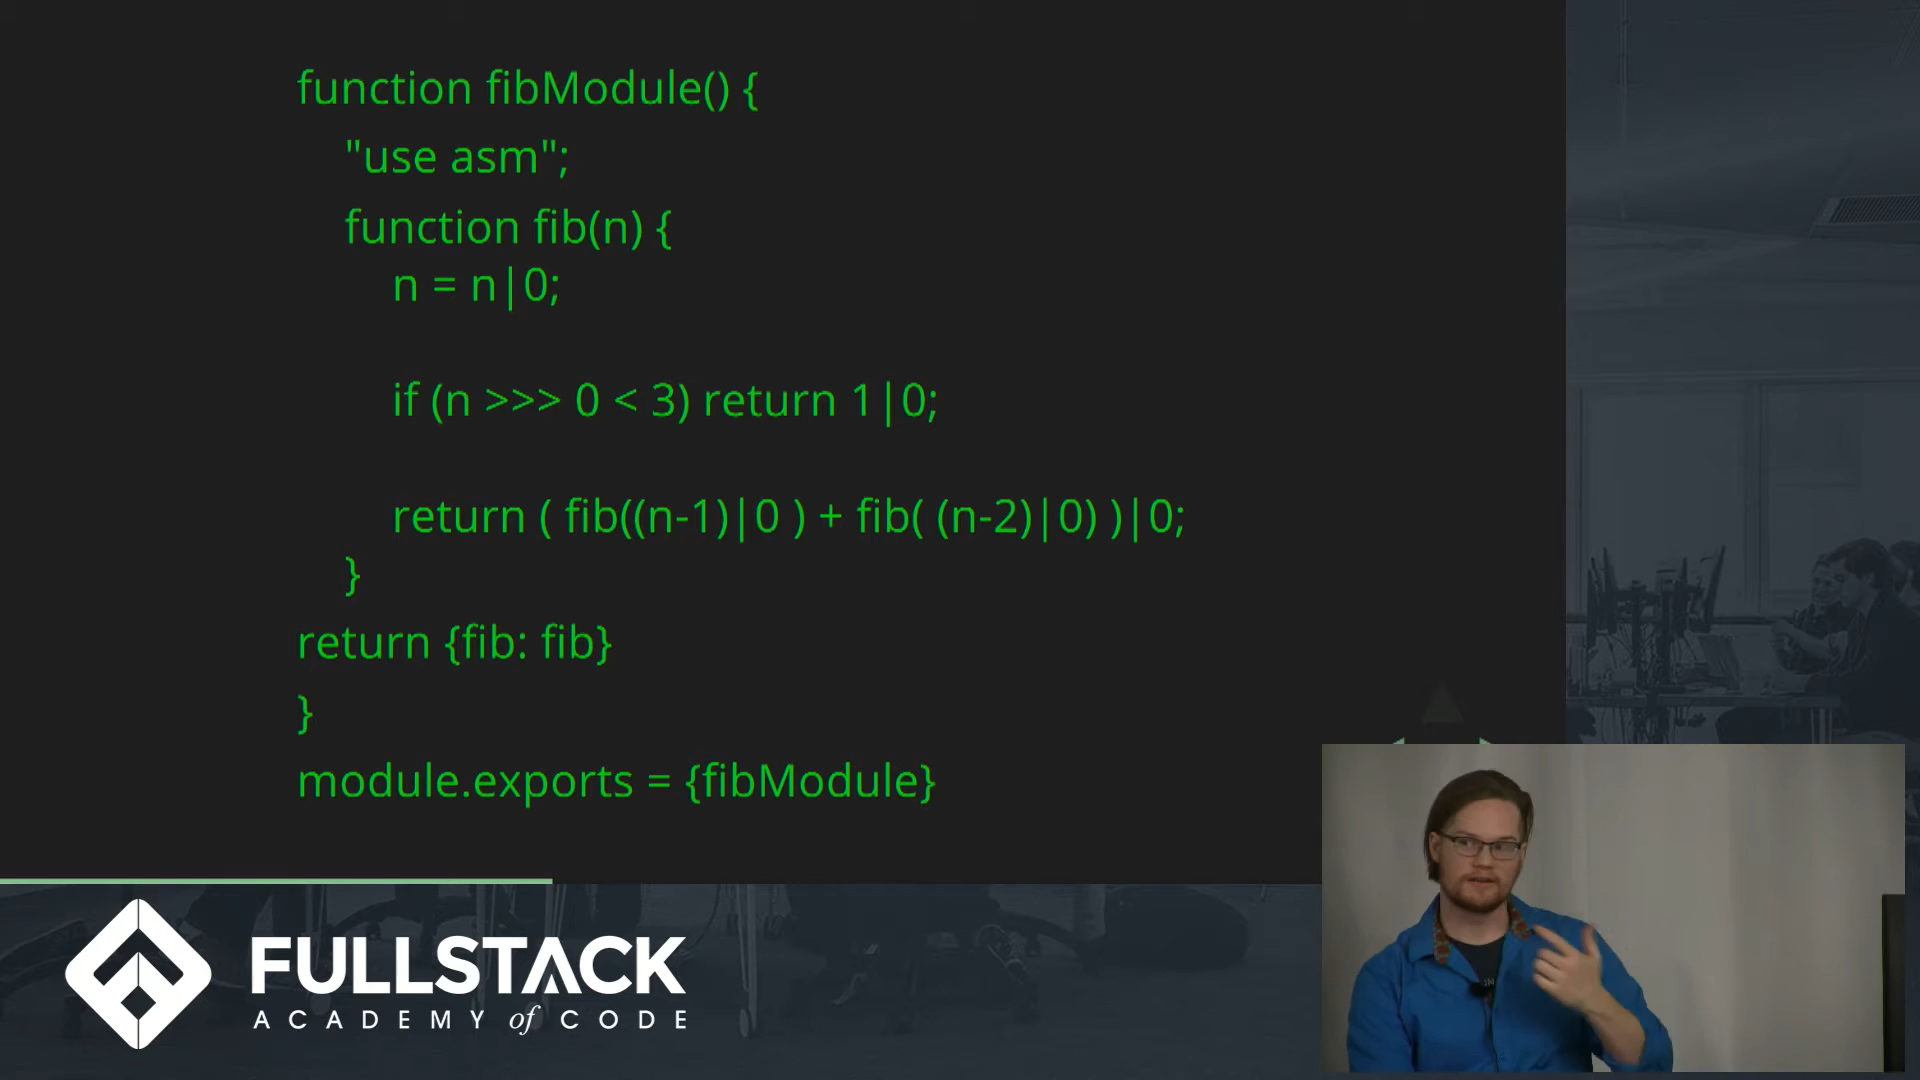 function fibModule() {
"use asm";
function fib(n) {
n = n|0;
if (n >>> 0 < 3) return 1|0;
return ( fib((n-1)|0 ) + fib( (n-2)|0) )|0;
}
return {fib: fib}
}
module.exports = {fibModule}
FULLSTACK
ACADEMY of CODE